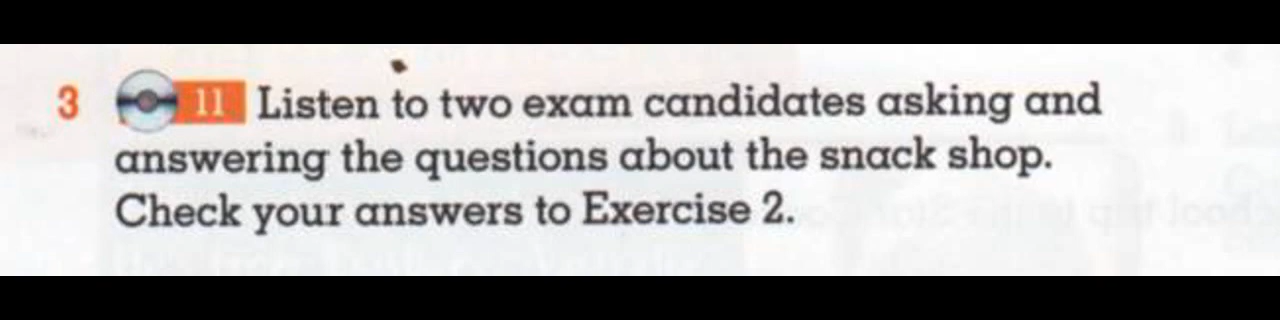 3 11 Listen to two exam candidates asking and
answering the questions about the snack shop.
Check your answers to Exercise 2.